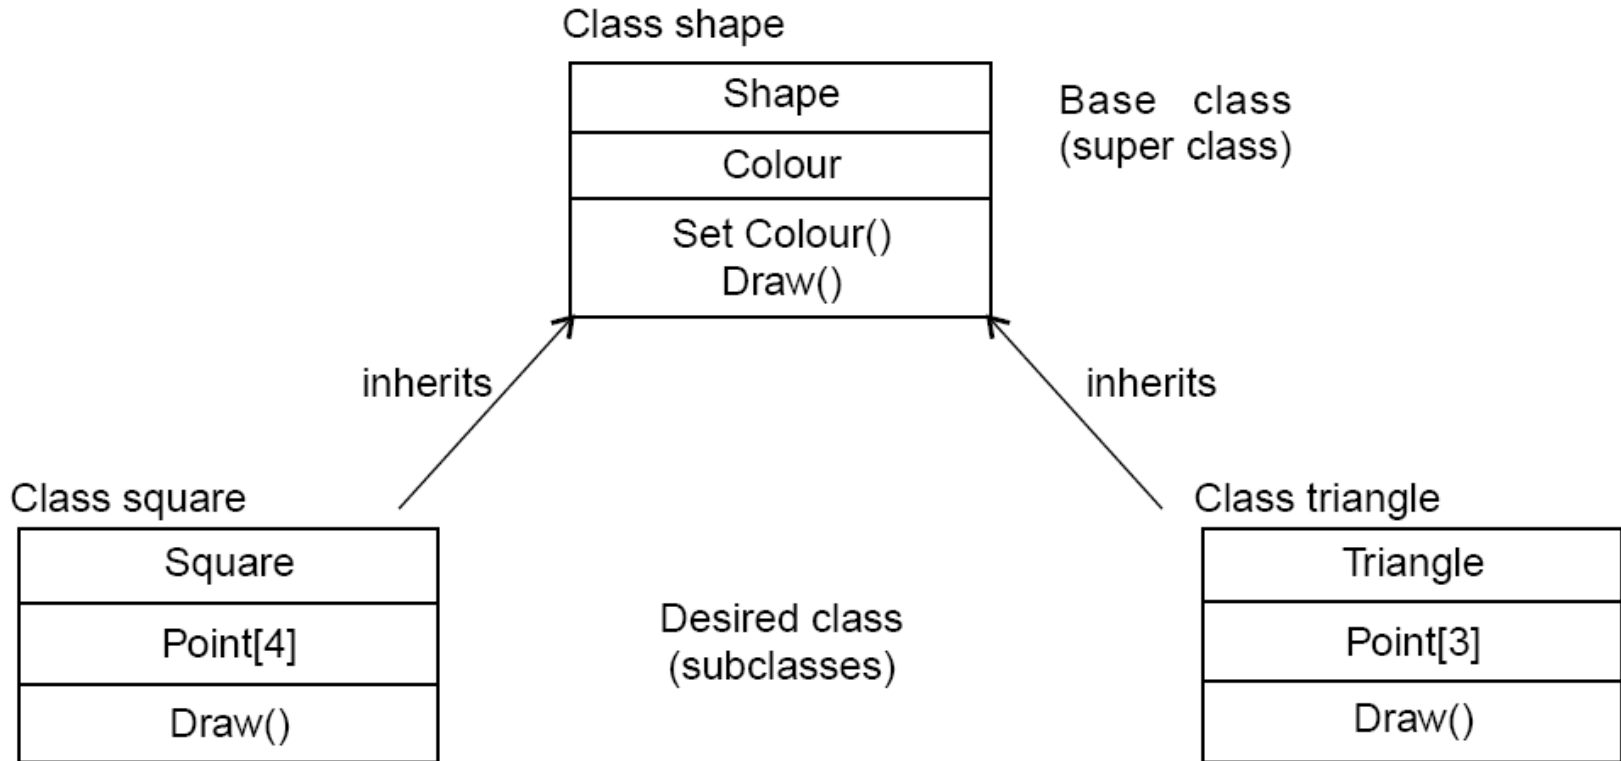 Class shape
Shape
Colour
Set Colour()
Draw()
Base class
(super class)
inherits
inherits
Class square
Square
Point[4]
Draw()
Desired class
(subclasses)
Class triangle
Triangle
Point[3]
Draw()